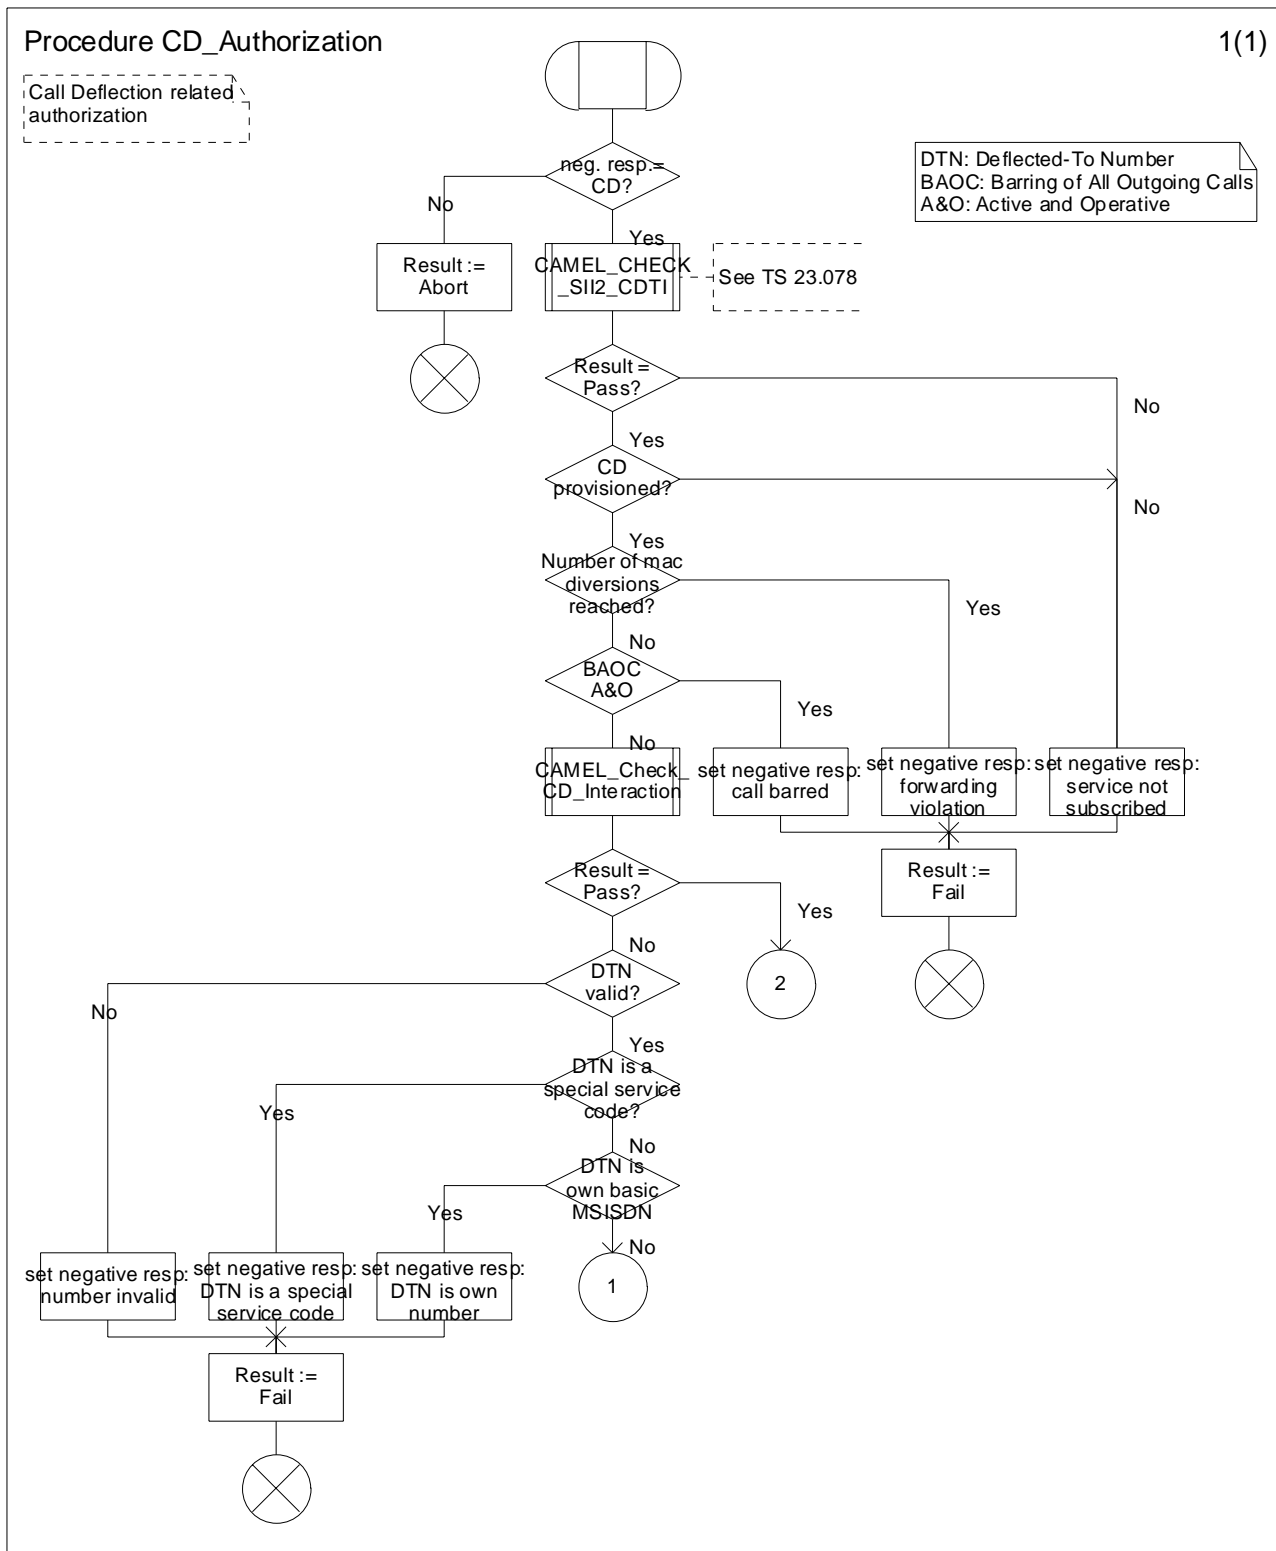 Procedure CD_Authorization
1(1)
Call Deflection related
authorization
DTN: Deflected-To Number
BAOC: Barring of All Outgoing Calls
A&O: Active and Operative
neg. resp.=
CD?
No
Yes
Result :=
Abort
CAMEL_CHECK
_SII2_CDTI
See TS 23.078
Result =
Pass?
No
Yes
CD
provisioned?
No
Yes
Number of mac
diversions
reached?
Yes
No
BAOC
A&O
Yes
No
CAMEL_Check_
CD_Interaction
set negative resp:
call barred
set negative resp:
forwarding
violation
set negative resp:
service not
subscribed
Result =
Pass?
Result :=
Fail
Yes
No
DTN
valid?
2
No
Yes
DTN is a
special service
code?
Yes
No
DTN is
own basic
MSISDN
Yes
No
set negative resp:
number invalid
set negative resp:
DTN is a special
service code
set negative resp:
DTN is own
number
1
Result :=
Fail